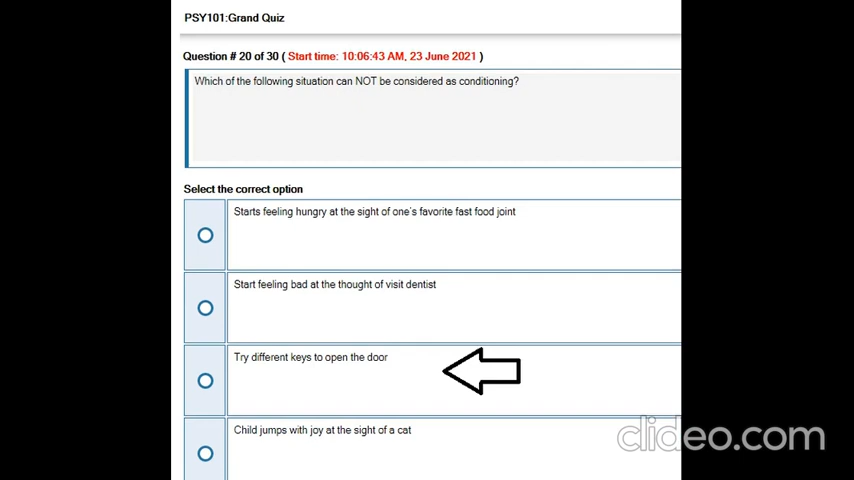 PSY101:Grand Quiz
Question # 20 of 30 ( Start time: 10:06:43 AM, 23 June 2021 )
Which of the following situation can NOT be considered as conditioning?
Select the correct option
Starts feeling hungry at the sight of one's favorite fast food joint
Start feeling bad at the thought of visit dentist
Try different keys to open the door
Child jumps with joy at the sight of a cat
clideo.com